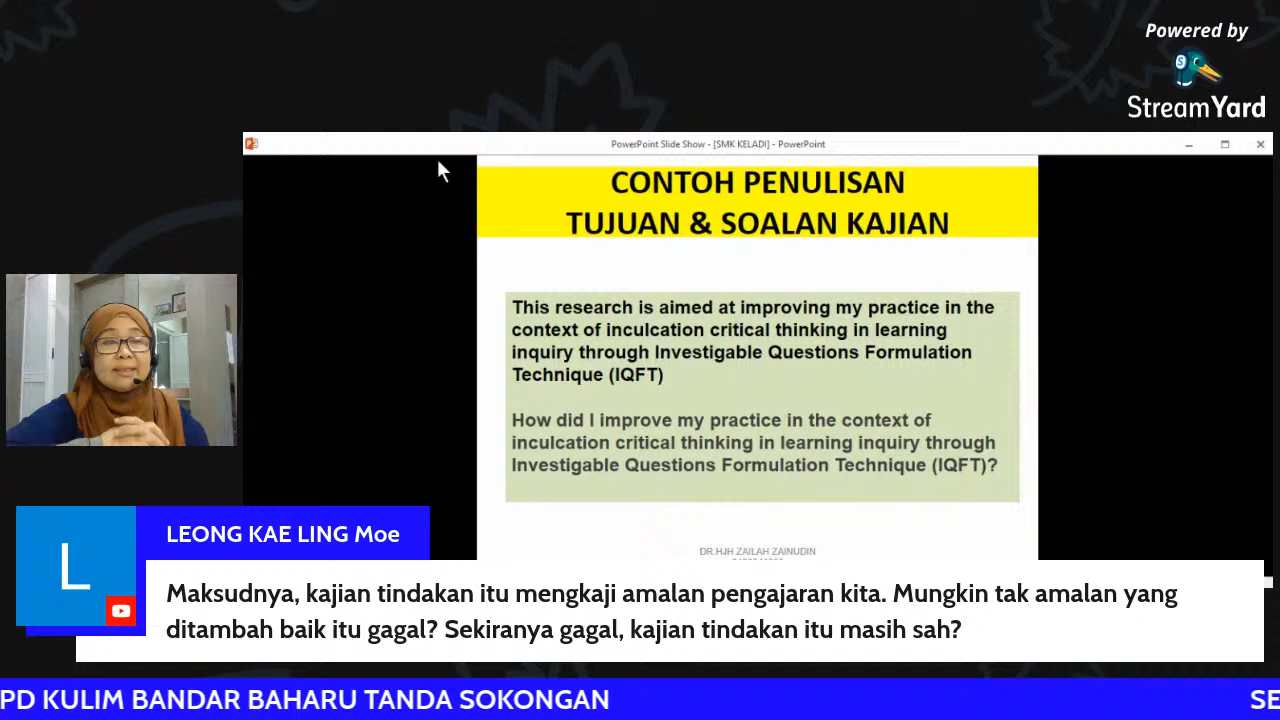 Powered by
StreamYard
PowerPoint Slide Show - [SMK KELADI] - PowerPoint
CONTOH PENULISAN
TUJUAN & SOALAN KAJIAN
This research is aimed at improving my practice in the
context of inculcation critical thinking in learning
inquiry through Investigable Questions Formulation
Technique (IQFT)
How did I improve my practice in the context of
inculcation critical thinking in learning inquiry through
Investigable Questions Formulation Technique (IQFT)?
DR.HJH ZAILAH ZAINUDIN
L
LEONG KAE LING Moe
Maksudnya, kajian tindakan itu mengkaji amalan pengajaran kita. Mungkin tak amalan yang
ditambah baik itu gagal? Sekiranya gagal, kajian tindakan itu masih sah?
PD KULIM BANDAR BAHARU TANDA SOKONGAN
SE